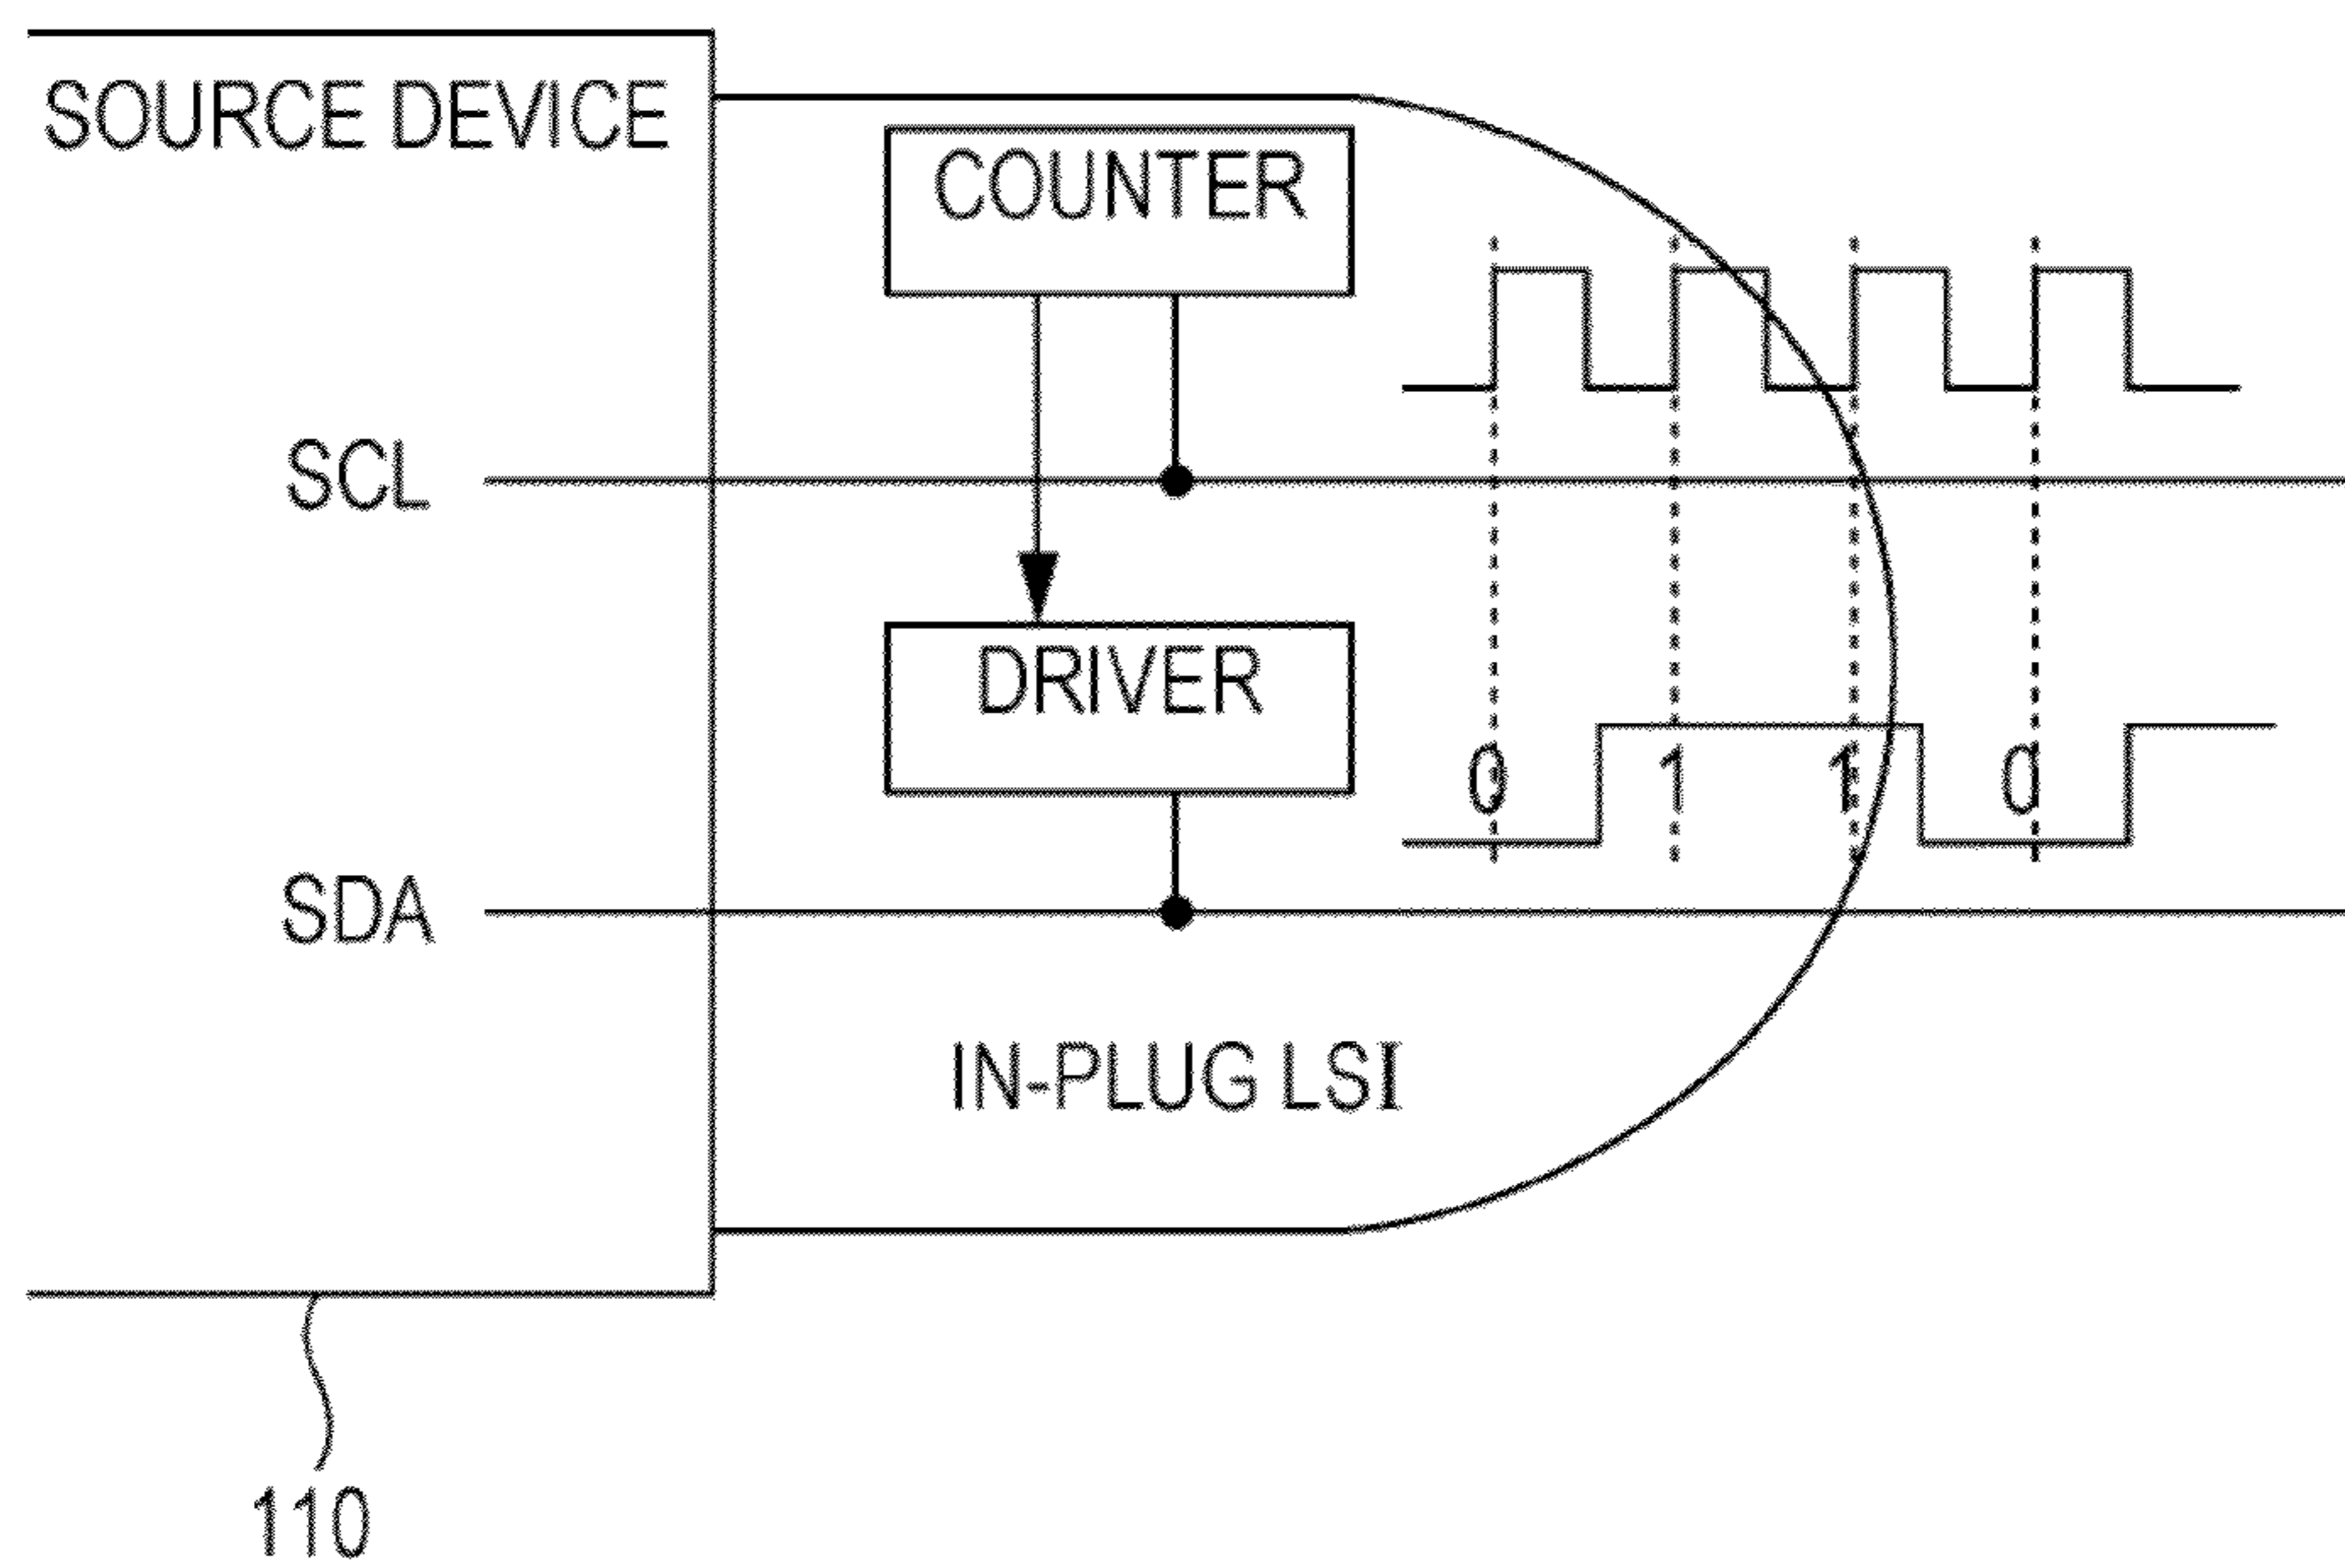 SOURCE DEVICE
COUNTER
SCL
DRIVER
0 1 1 0
SDA
IN-PLUG LSI
110